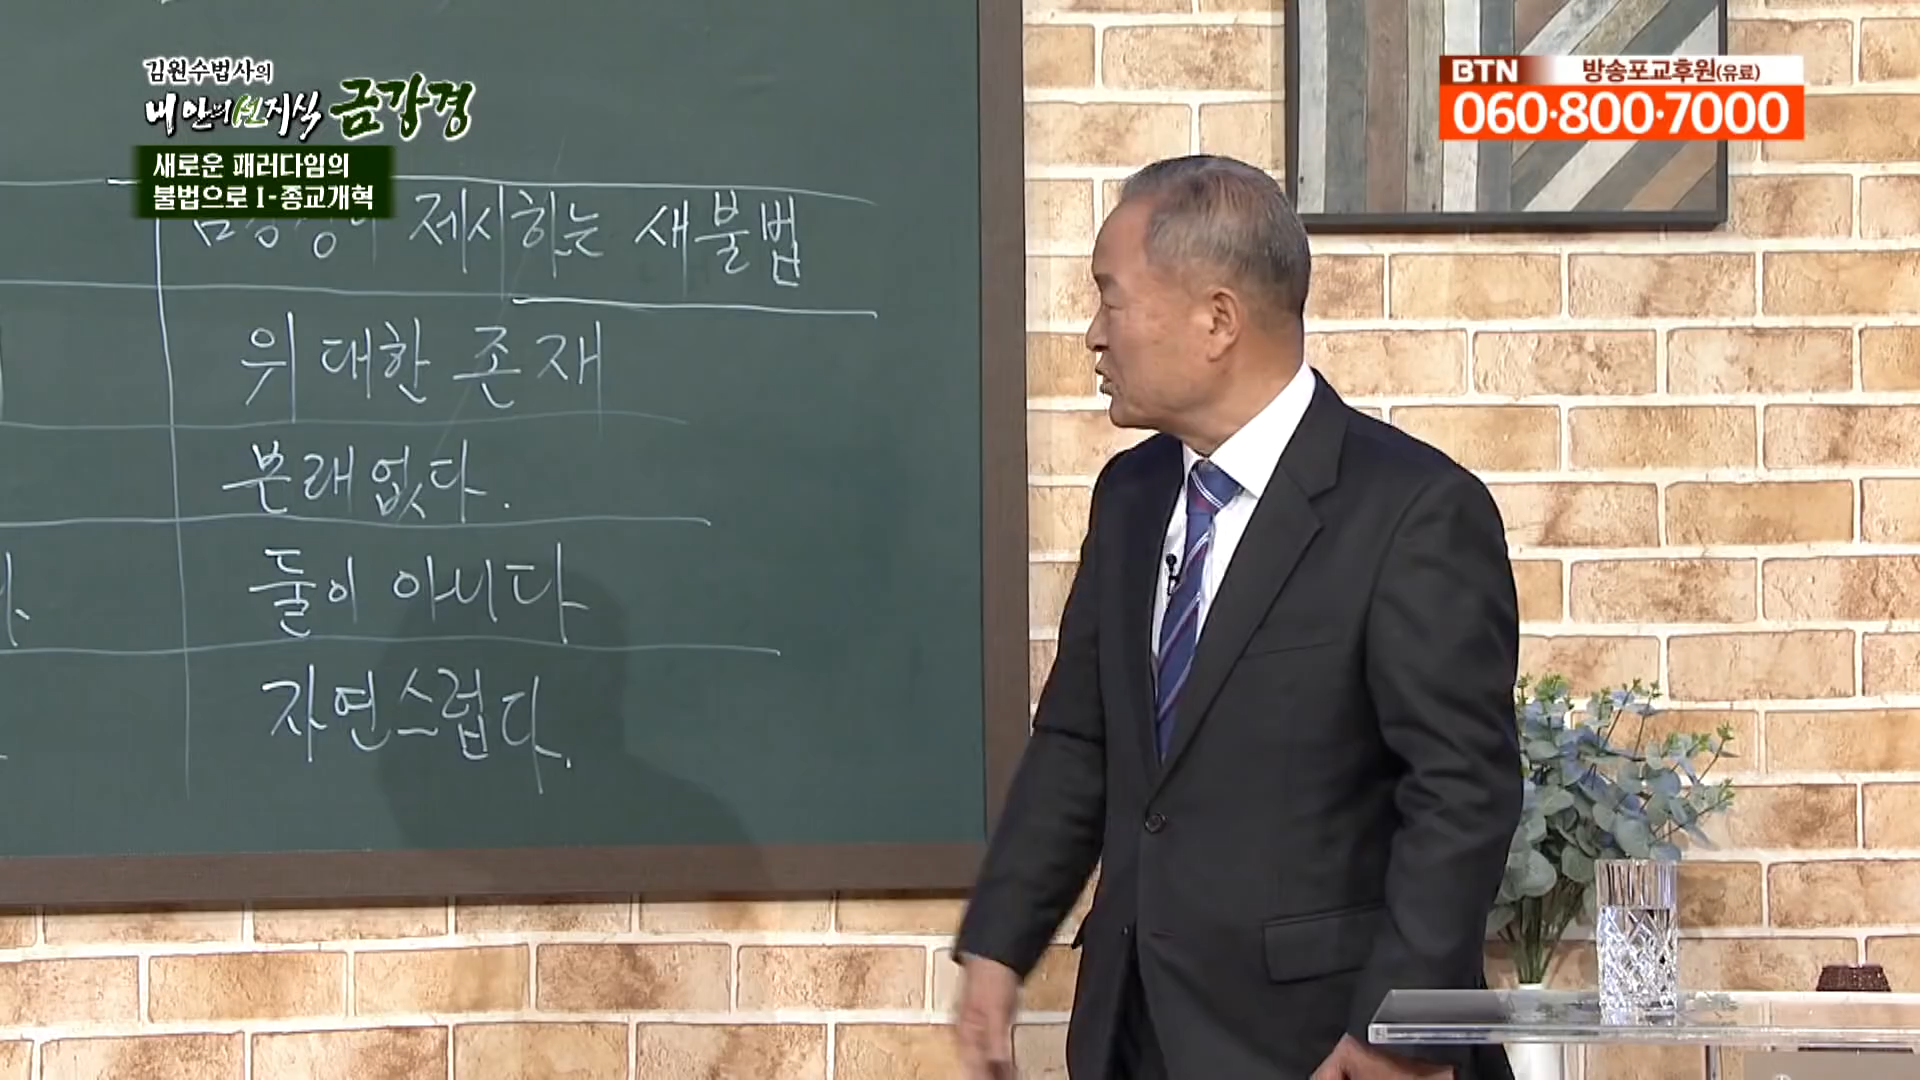 김원수법사의
내 안의 선지식 금강경
새로운 패러다임의
불법으로 1-종교개혁
BTN 방송포교후원(유료)
060·800·7000
제시하는 새불법
위대한 존재
본래없다.
둘이 아니다
자연스럽다.